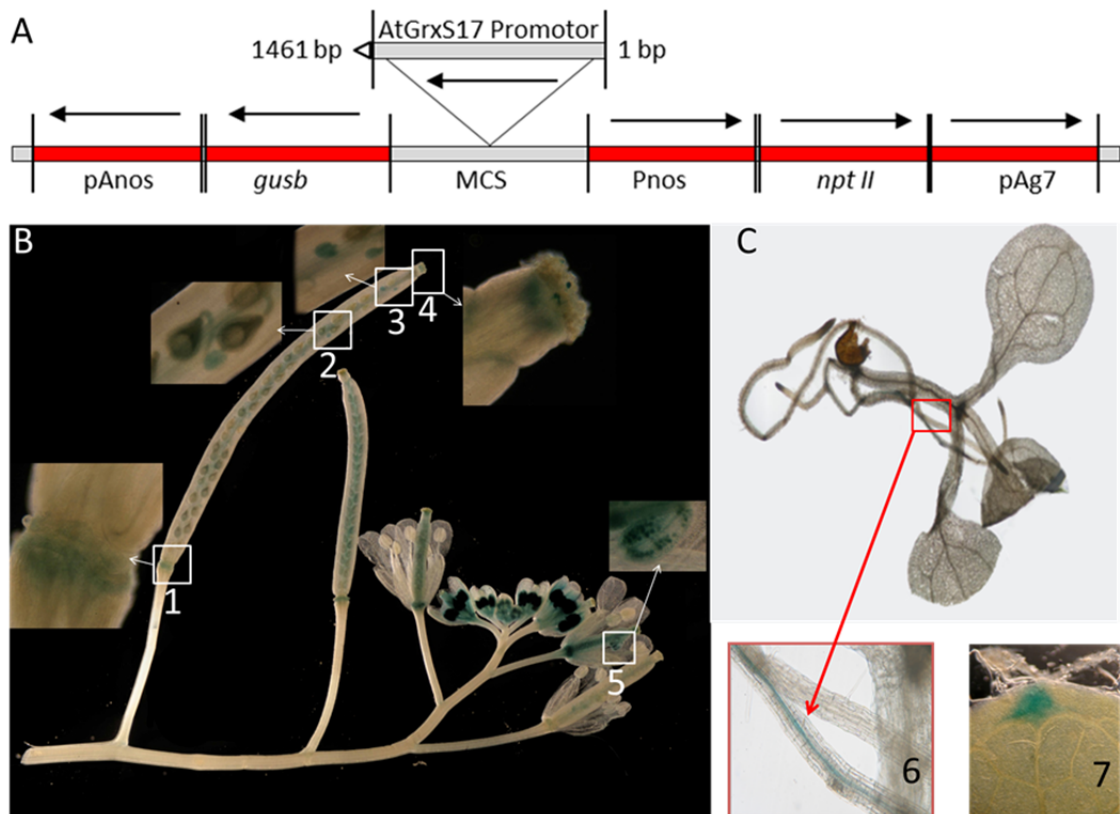 A
AtGrxS17 Promotor
1461 bp
1 bp
pAnos
gusb
MCS
Pnos
npt II
pAg7
B
C
1
2
3
4
5
6
7